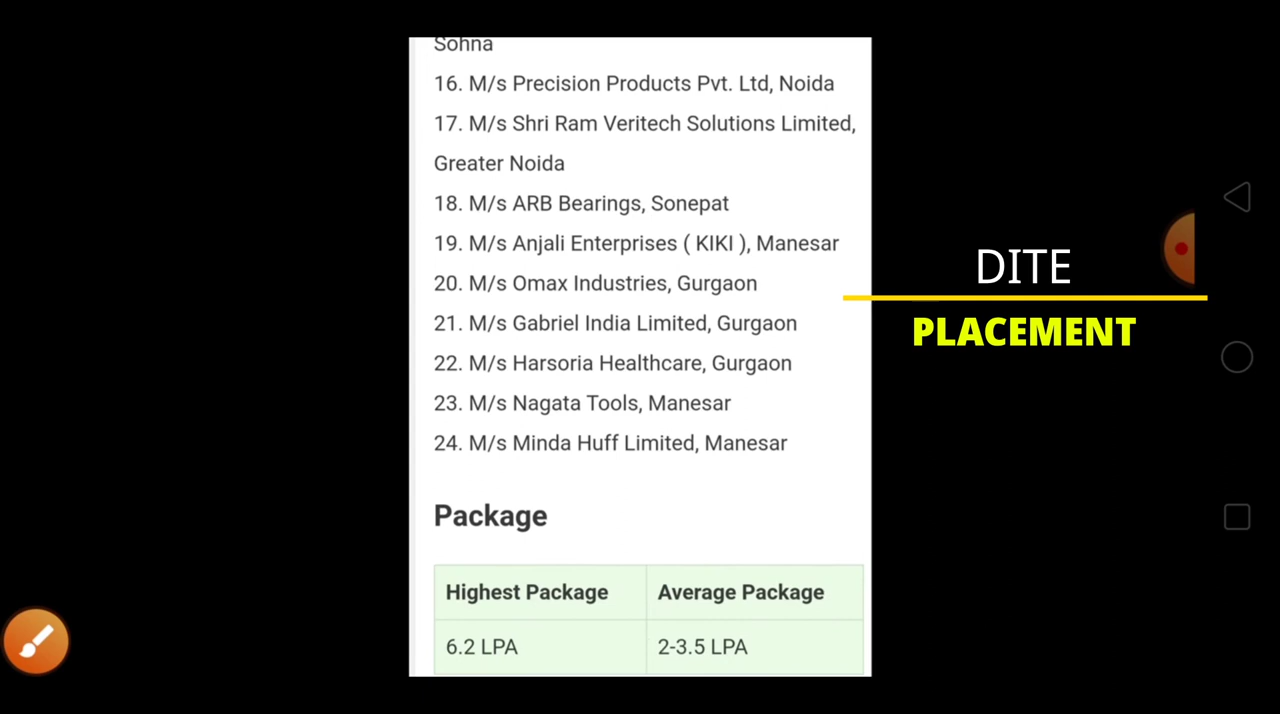 Sohna
16. M/s Precision Products Pvt. Ltd, Noida
17. M/s Shri Ram Veritech Solutions Limited,
Greater Noida
18. M/s ARB Bearings, Sonepat
19. M/s Anjali Enterprises ( KIKI ), Manesar
20. M/s Omax Industries, Gurgaon
21. M/s Gabriel India Limited, Gurgaon
22. M/s Harsoria Healthcare, Gurgaon
23. M/s Nagata Tools, Manesar
24. M/s Minda Huff Limited, Manesar
Package
Highest Package Average Package
6.2 LPA 2-3.5 LPA
DITE
PLACEMENT